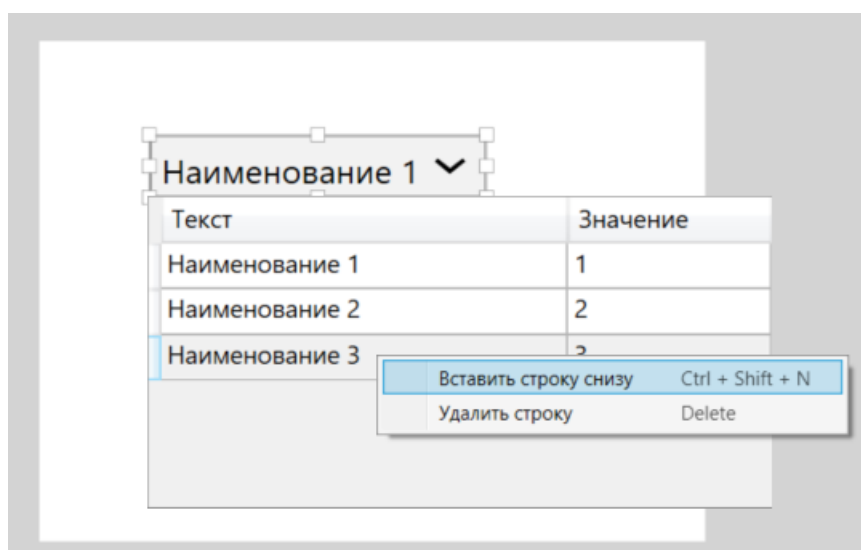 Наименование 1
Текст Значение
Наименование 1 1
Наименование 2 2
Наименование 3
Вставить строку снизу Ctrl + Shift + N
Удалить строку Delete